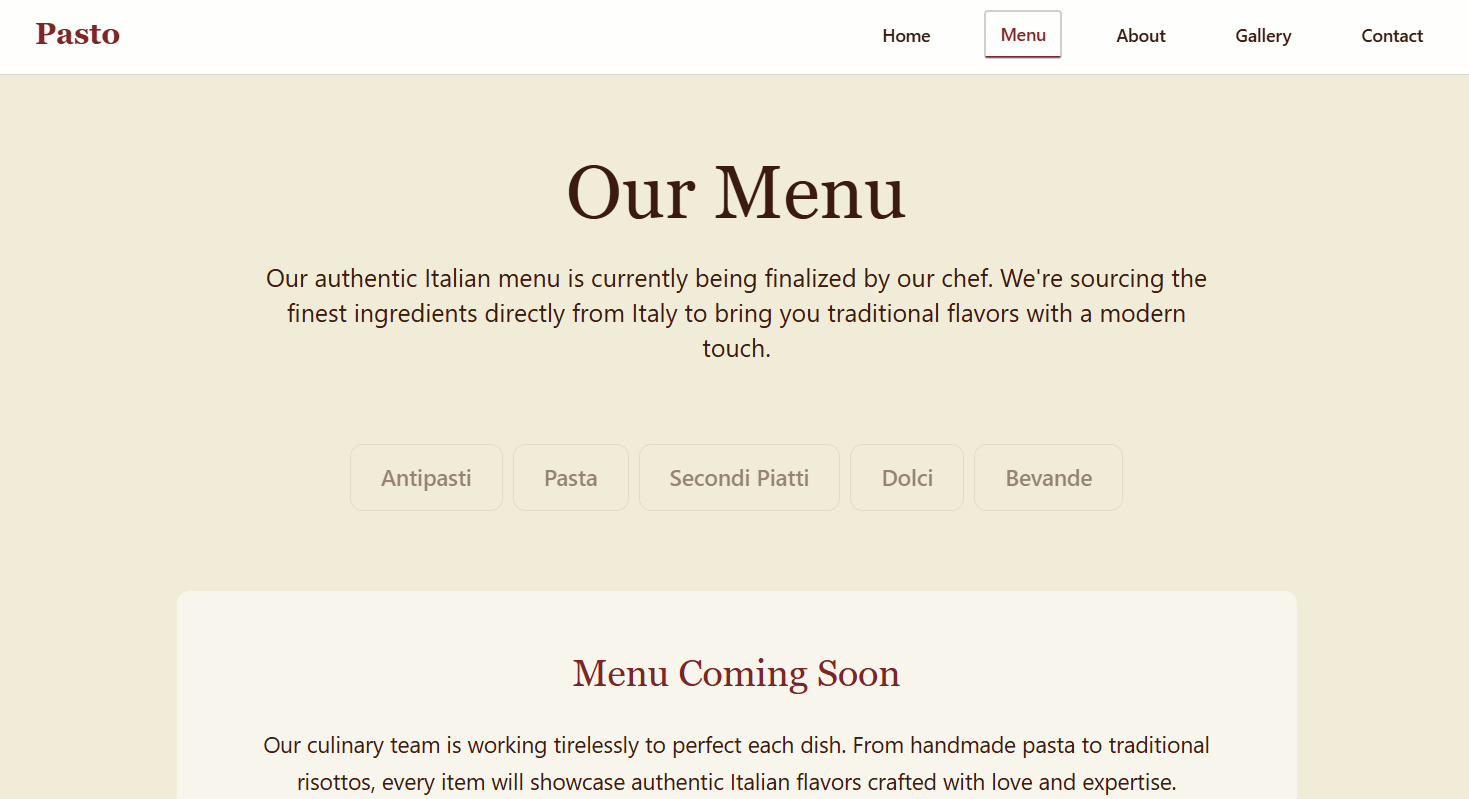 Pasto
Home Menu About Gallery Contact
Our Menu
Our authentic Italian menu is currently being finalized by our chef. We're sourcing the
finest ingredients directly from Italy to bring you traditional flavors with a modern
touch.
Antipasti Pasta Secondi Piatti Dolci Bevande
Menu Coming Soon
Our culinary team is working tirelessly to perfect each dish. From handmade pasta to traditional
risottos, every item will showcase authentic Italian flavors crafted with love and expertise.